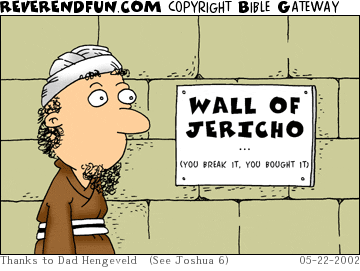 REVERENDFUN.COM COPYRIGHT BIBLE GATEWAY
WALL OF
JERICHO
...
(YOU BREAK IT, YOU BOUGHT IT)
Thanks to Dad Hengeveld (See Joshua 6) 05-22-2002